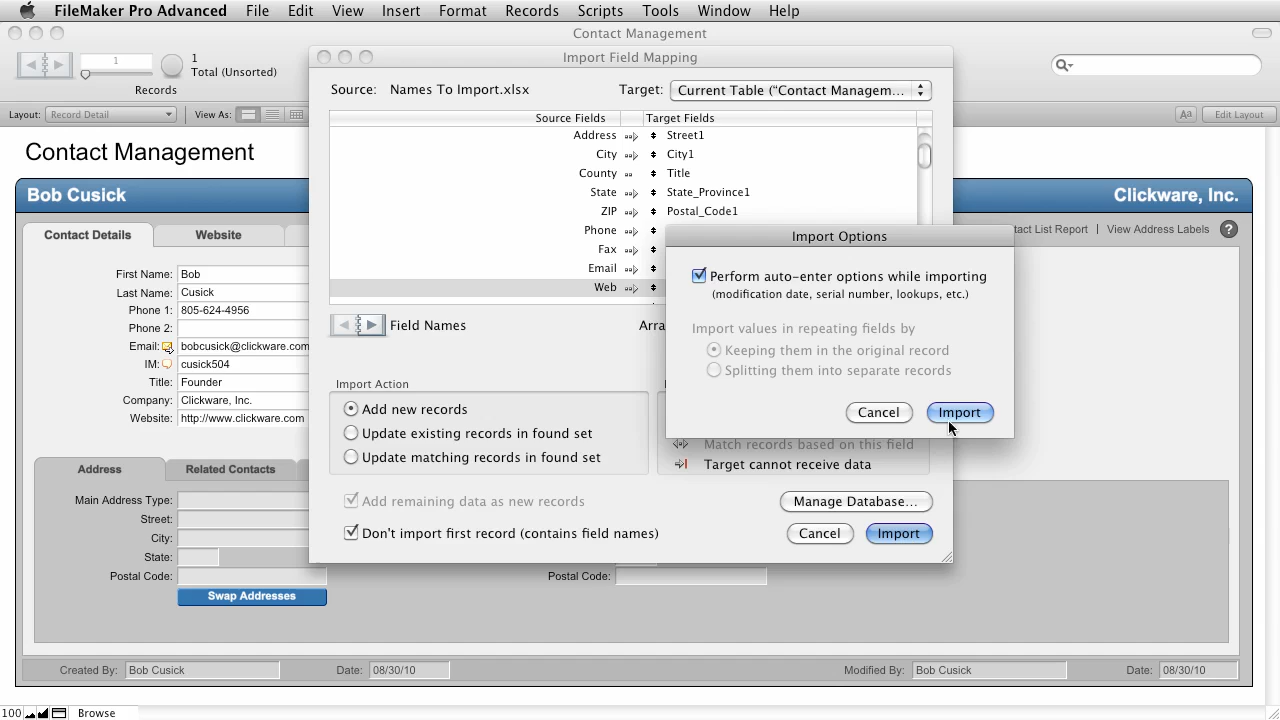 FileMaker Pro Advanced File Edit View Insert Format Records Scripts Tools Window Help
Contact Management
Import Field Mapping
1
1
Total (Unsorted)
Records
Source: Names To Import.xlsx Target: Current Table ("Contact Managem...
Layout: Record Detail View As: Aa Edit Layout
Source Fields Target Fields
Address Street1
City City1
County Title
State State_Province1
ZIP Postal_Code1
Phone
Fax
Email
Web
Contact Management
Bob Cusick Clickware, Inc.
Contact Details Website
tact List Report | View Address Labels ?
Import Options
Perform auto-enter options while importing
(modification date, serial number, lookups, etc.)
Import values in repeating fields by
Keeping them in the original record
Splitting them into separate records
Cancel Import
First Name: Bob
Last Name: Cusick
Phone 1: 805-624-4956
Phone 2:
Email: bobcusick@clickware.com
IM: cusick504
Title: Founder
Company: Clickware, Inc.
Website: http://www.clickware.com
Field Names Arra
Import Action
Add new records
Update existing records in found set
Update matching records in found set
Match records based on this field
Target cannot receive data
Add remaining data as new records Manage Database...
Don't import first record (contains field names) Cancel Import
Address Related Contacts
Main Address Type:
Street:
City:
State:
Postal Code: Postal Code:
Swap Addresses
Created By: Bob Cusick Date: 08/30/10 Modified By: Bob Cusick Date: 08/30/10
100 Browse